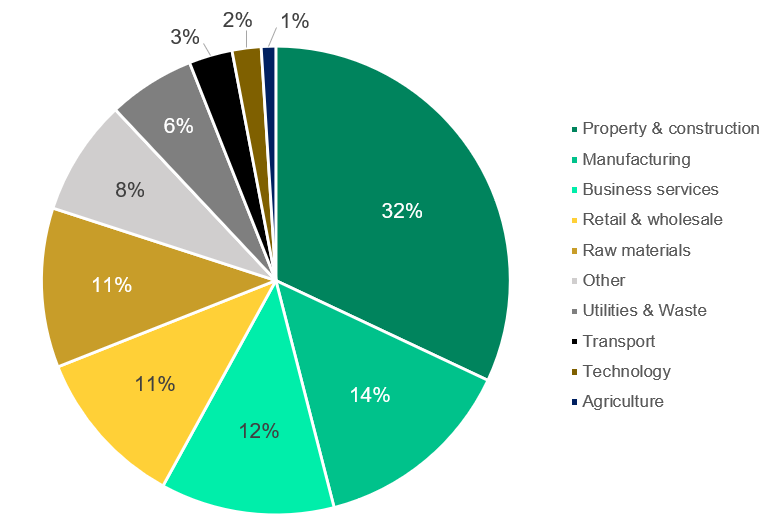 1%
2%
3%
6%
8%
11%
11%
12%
14%
32%
Property & construction
Manufacturing
Business services
Retail & wholesale
Raw materials
Other
Utilities & Waste
Transport
Technology
Agriculture